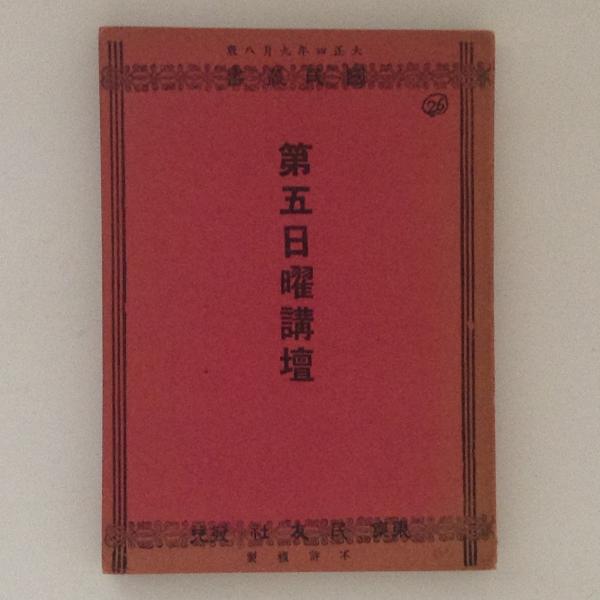 大正四年九月八版
國民叢書
26
第五日曜講壇
東京民友社發兌
不許複製